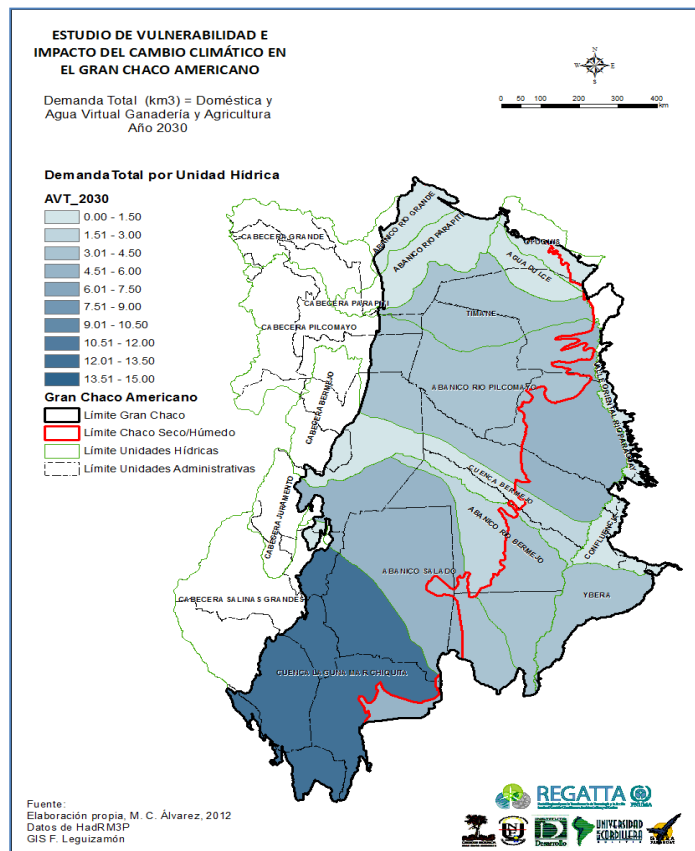 ESTUDIO DE VULNERABILIDAD E
IMPACTO DEL CAMBIO CLIMÁTICO EN
EL GRAN CHACO AMERICANO
Demanda Total (km3) = Doméstica y
Agua Virtual Ganadería y Agricultura
Año 2030
N
W E
S
0 50 100 200 300 400
km
Demanda Total por Unidad Hídrica
AVT_2030
0.00 - 1.50
1.51 - 3.00
3.01 - 4.50
4.51 - 6.00
6.01 - 7.50
7.51 - 9.00
9.01 - 10.50
10.51 - 12.00
12.01 - 13.50
13.51 - 15.00
Gran Chaco Americano
Límite Gran Chaco
Límite Chaco Seco/Húmedo
Límite Unidades Hídricas
Límite Unidades Administrativas
CABECERA GRANDE
ABANICO RIO GRANDE
ABANICO RIO PARAPITI
AGUA DULCE
CABECERA PARAPITI
TIMANE
CABECERA PILCOMAYO
ABANICO RIO PILCOMAYO
CABECERA BERMEJO
VALLE ORIENTAL RIO PARAGUAY
CUENCA BERMEJO
ABANICO RIO BERMEJO
CONFLUENCIA
CABECERA JURAMENTO
ABANICO SALADO
CABECERA SALINAS GRANDES
YBERA
CUENCA LAGUNA MAR CHIQUITA
Fuente:
Elaboración propia, M. C. Álvarez, 2012
Datos de HadRM3P
GIS F. Leguizamón
REGATTA
Desarrollo
UNIVERSIDAD